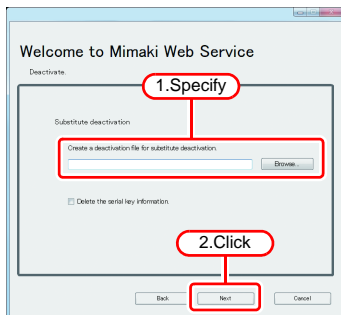 Welcome to Mimaki Web Service
Deactivate.
1.Specify
Substitute deactivation
Create a deactivation file for substitute deactivation.
Browse...
Delete the serial key information.
2.Click
Back
Next
Cancel